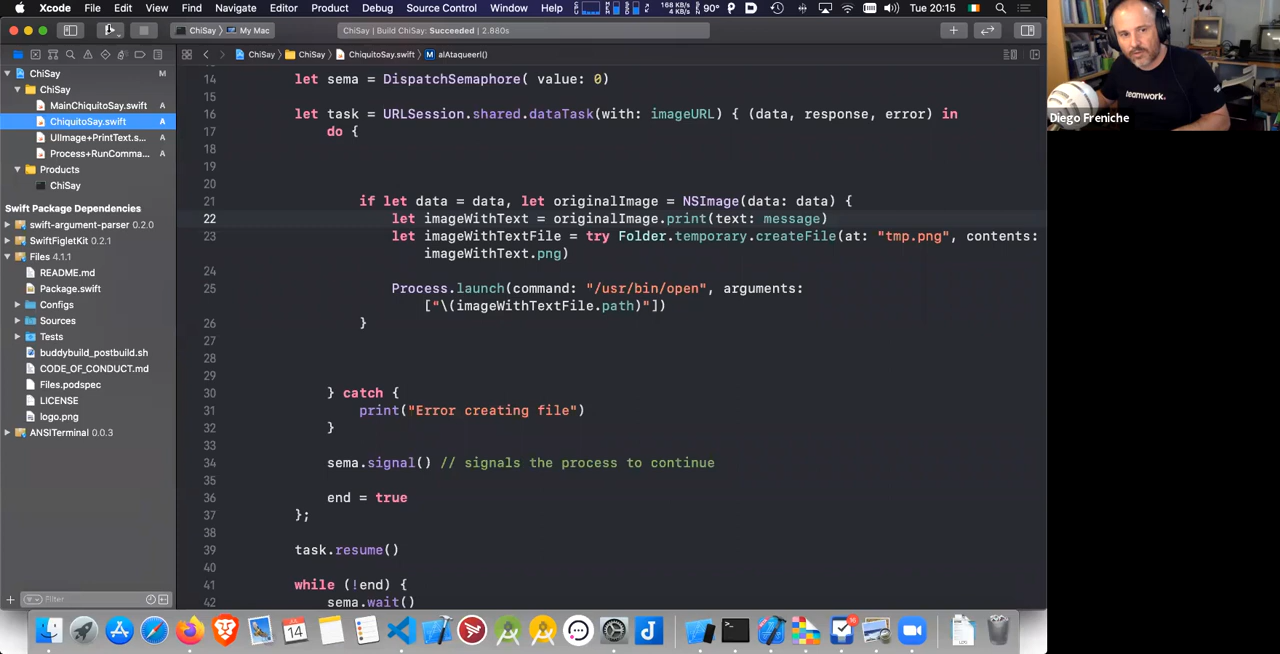 Xcode File Edit View Find Navigate Editor Product Debug Source Control Window Help
168 KB/s
4 KB/s
90°
Tue 20:15
ChiSay My Mac
ChiSay | Build ChiSay: Succeeded | 2.880s
ChiSay ChiSay ChiquitoSay.swift alAtaqueer()
ChiSay M
ChiSay
MainChiquitoSay.swift A
ChiquitoSay.swift A
UIImage+PrintText.s... A
Process+RunComma... A
Products
ChiSay
Swift Package Dependencies
swift-argument-parser 0.2.0
SwiftFigletKit 0.2.1
Files 4.1.1
README.md
Package.swift
Configs
Sources
Tests
buddybuild_postbuild.sh
CODE_OF_CONDUCT.md
Files.podspec
LICENSE
logo.png
ANSITerminal 0.0.3
Filter
14 let sema = DispatchSemaphore( value: 0)
15
16 let task = URLSession.shared.dataTask(with: imageURL) { (data, response, error) in
17 do {
18
19
20
21 if let data = data, let originalImage = NSImage(data: data) {
22 let imageWithText = originalImage.print(text: message)
23 let imageWithTextFile = try Folder.temporary.createFile(at: "tmp.png", contents:
imageWithText.png)
24
25 Process.launch(command: "/usr/bin/open", arguments:
["\(imageWithTextFile.path)"])
26 }
27
28
29
30 } catch {
31 print("Error creating file")
32 }
33
34 sema.signal() // signals the process to continue
35
36 end = true
37 };
38
39 task.resume()
40
41 while (!end) {
42 sema.wait()
teamwork.
Diego Freniche
14